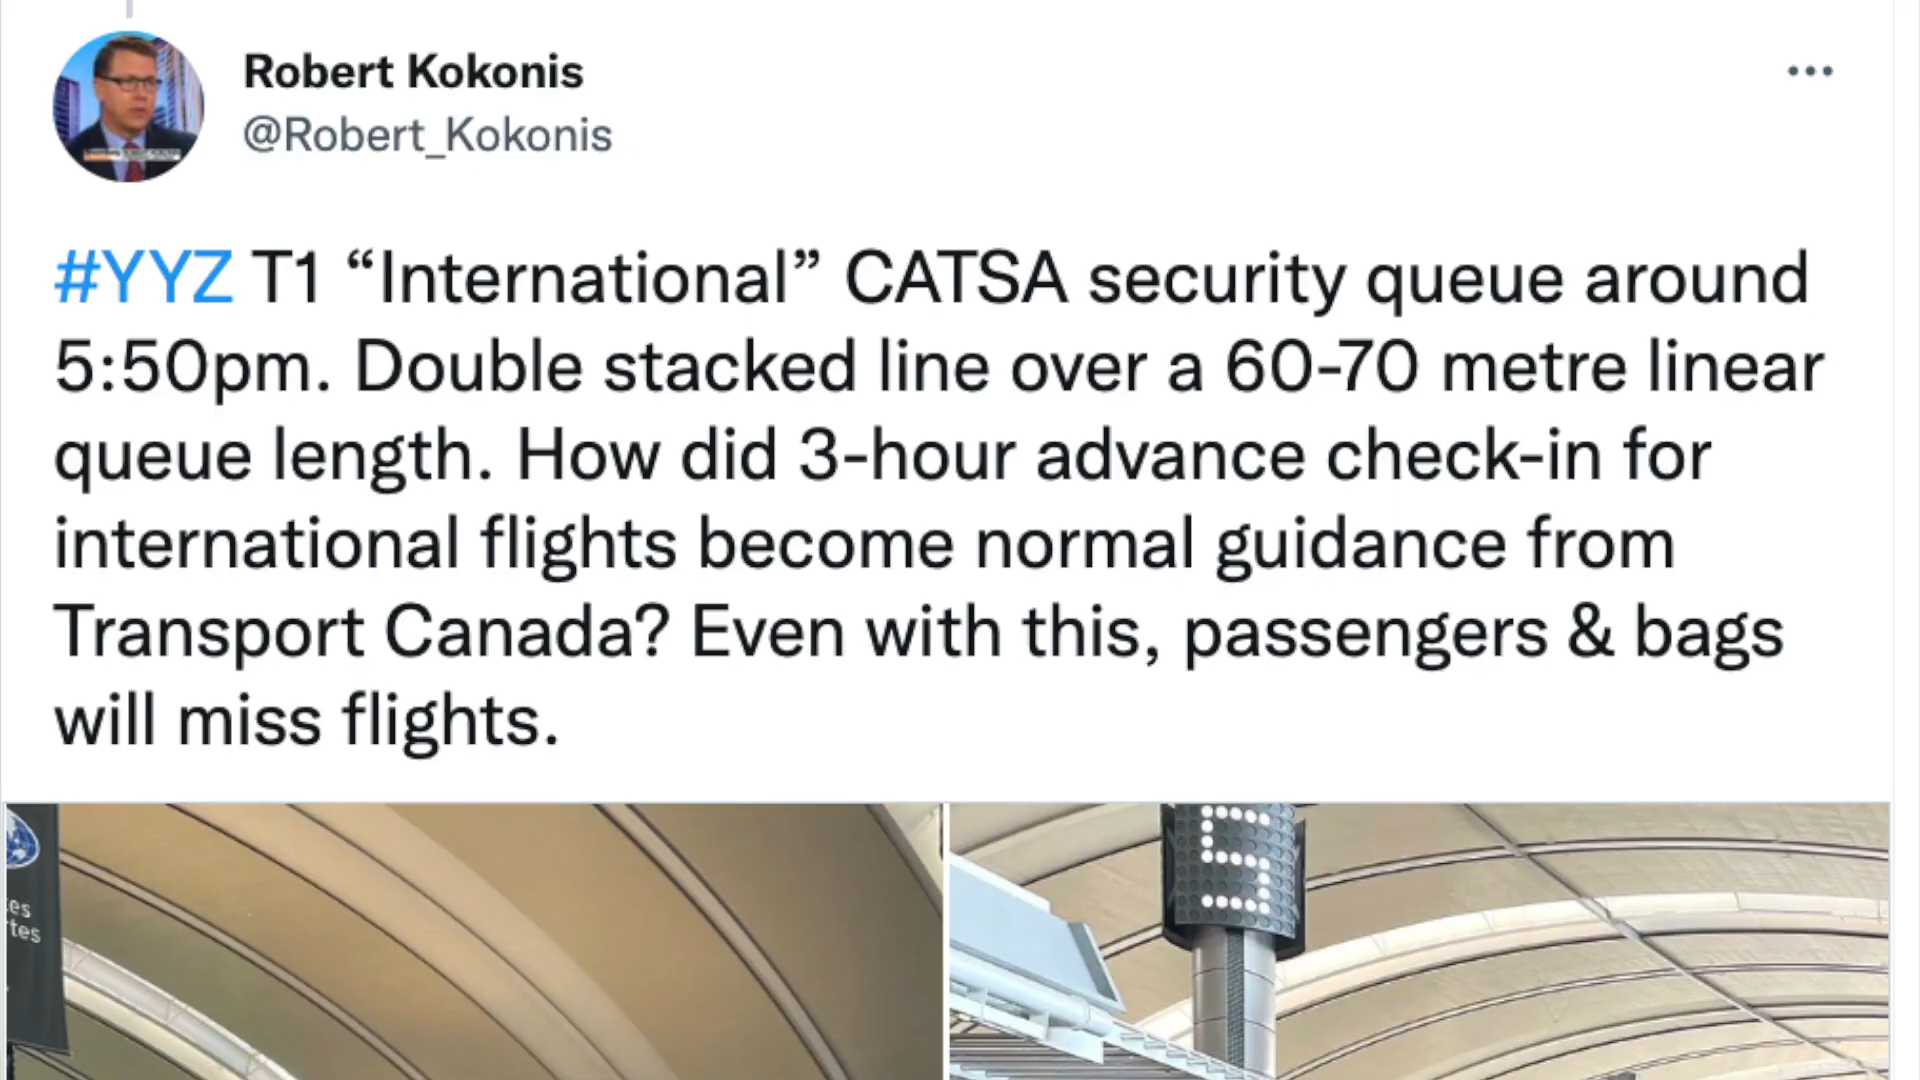 Robert Kokonis
@Robert_Kokonis
#YYZ T1 “International” CATSA security queue around
5:50pm. Double stacked line over a 60-70 metre linear
queue length. How did 3-hour advance check-in for
international flights become normal guidance from
Transport Canada? Even with this, passengers & bags
will miss flights.
es
tes
5